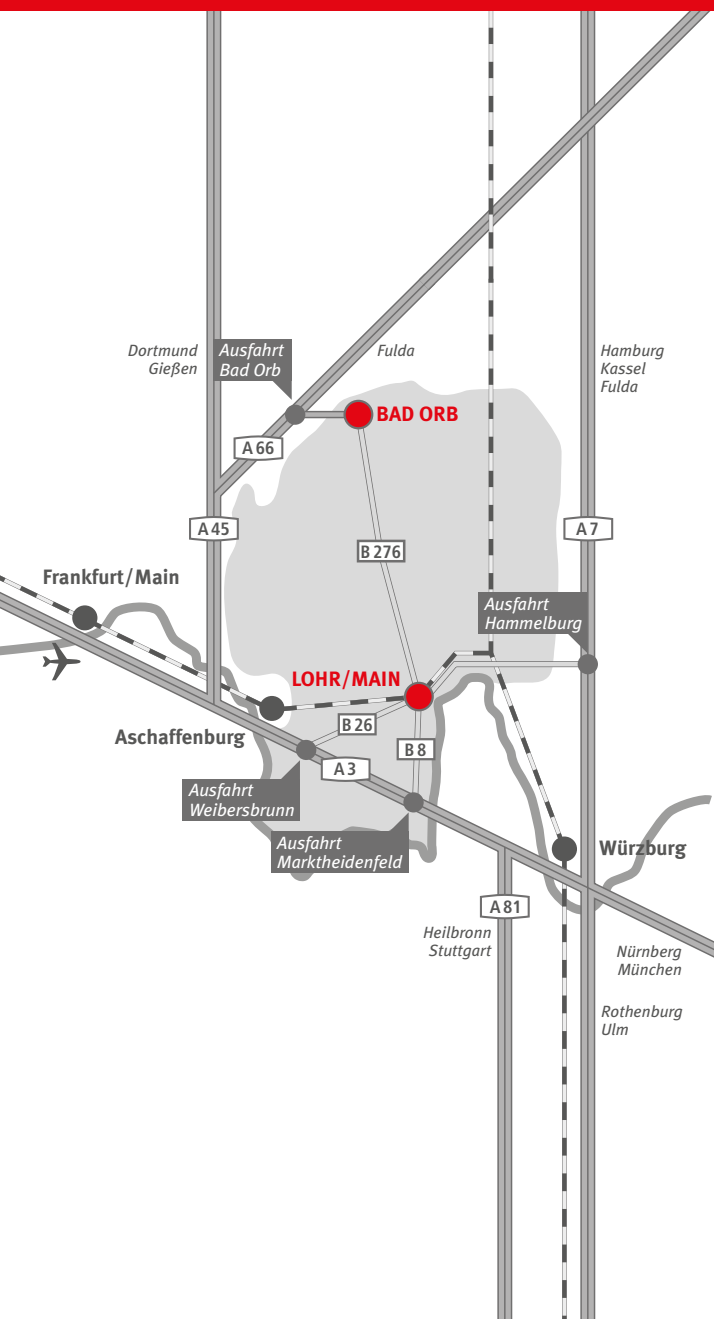 Dortmund
Gießen
Ausfahrt
Bad Orb
Fulda
Hamburg
Kassel
Fulda
BAD ORB
A 66
A 45
A 7
B 276
Frankfurt/Main
Ausfahrt
Hammelburg
LOHR/MAIN
B 26
Aschaffenburg
B 8
A 3
Ausfahrt
Weibersbrunn
Ausfahrt
Marktheidenfeld
Würzburg
A 81
Heilbronn
Stuttgart
Nürnberg
München
Rothenburg
Ulm